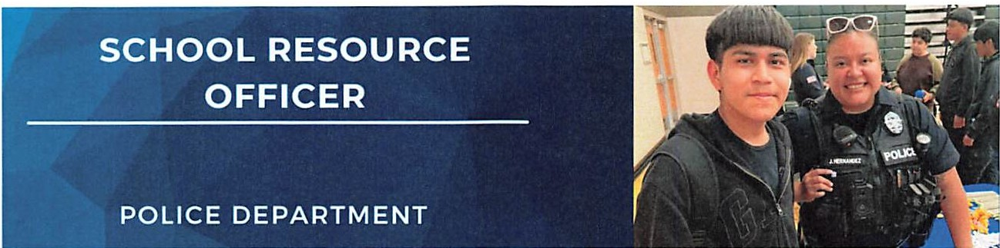 SCHOOL RESOURCE
OFFICER
POLICE DEPARTMENT
J. HERNANDEZ
POLICE